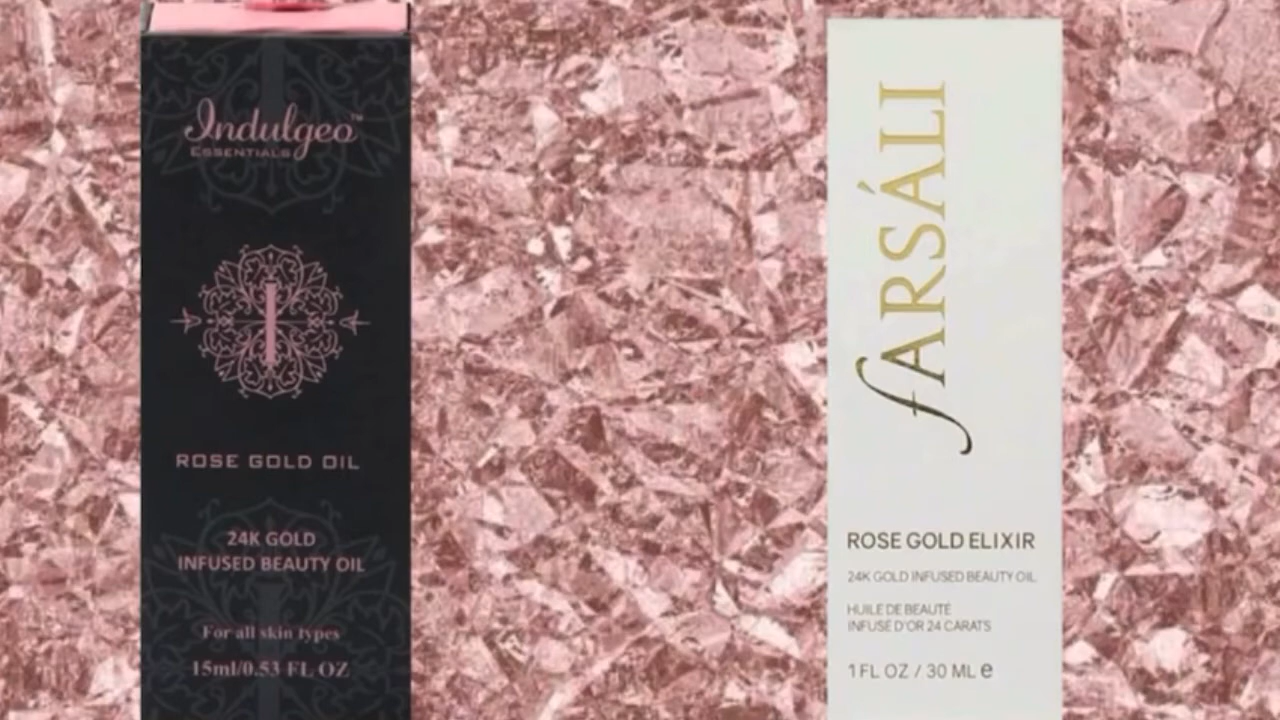 Indulgeo™
ESSENTIALS
ROSE GOLD OIL
24K GOLD
INFUSED BEAUTY OIL
For all skin types
15ml/0.53 FL OZ
fARSÁLI
ROSE GOLD ELIXIR
24K GOLD INFUSED BEAUTY OIL
HUILE DE BEAUTÉ
INFUSÉ D'OR 24 CARATS
1 FL OZ / 30 ML e